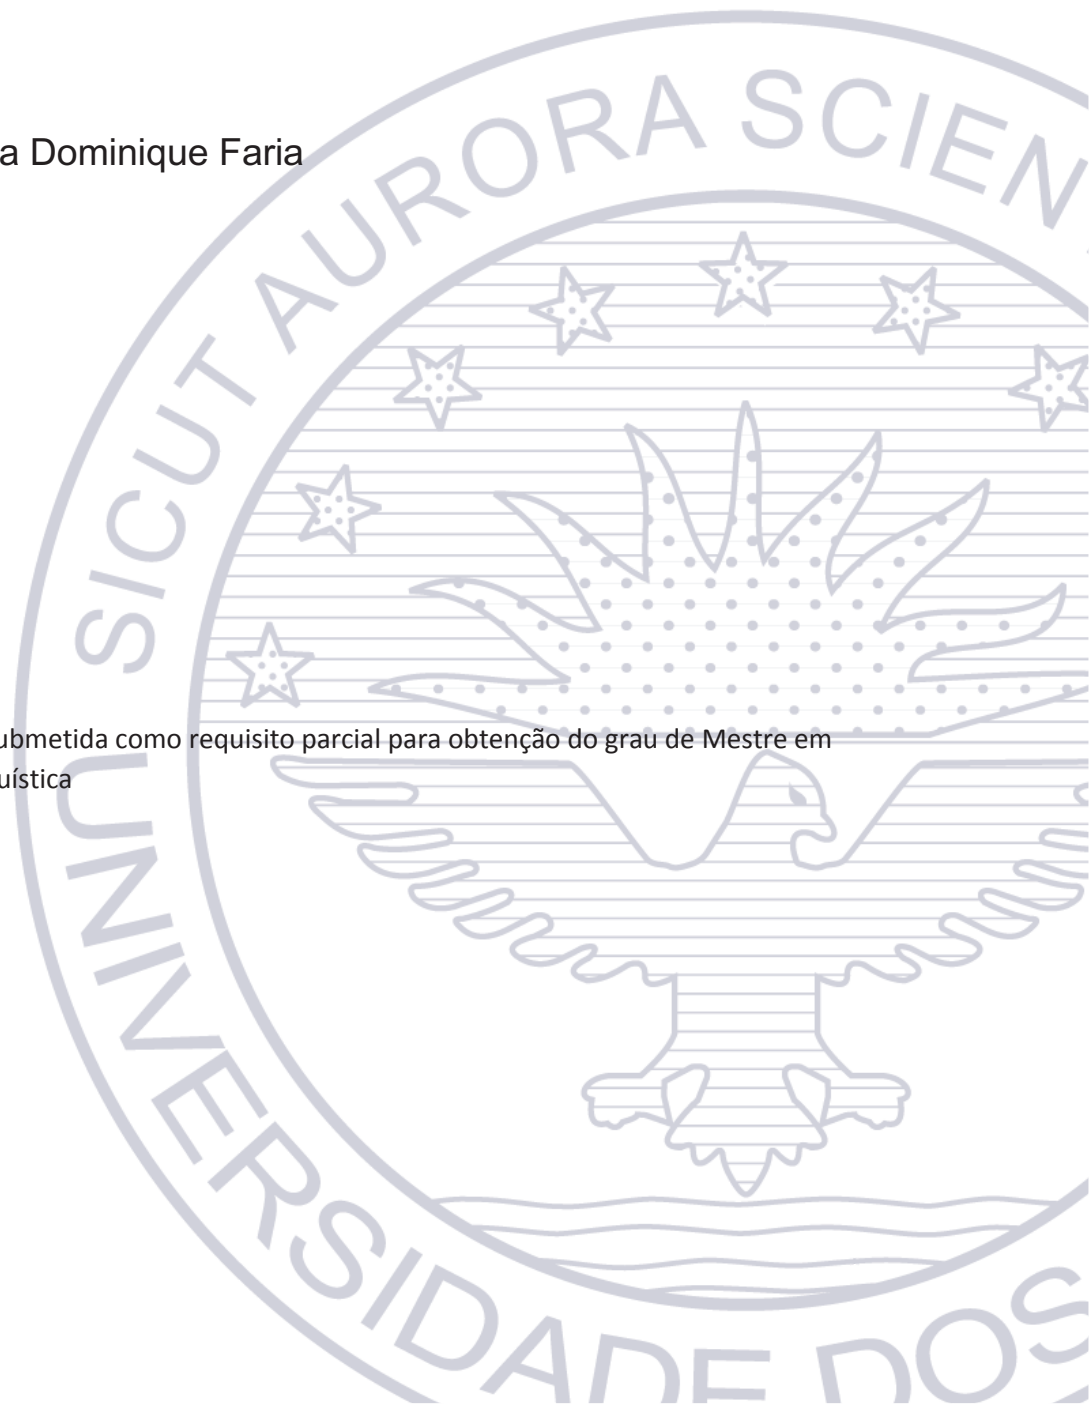 a Dominique Faria
ubmetida como requisito parcial para obtenção do grau de Mestre em
uística
SICUT AURORA SCIEN
UNIVERSIDADE DOS